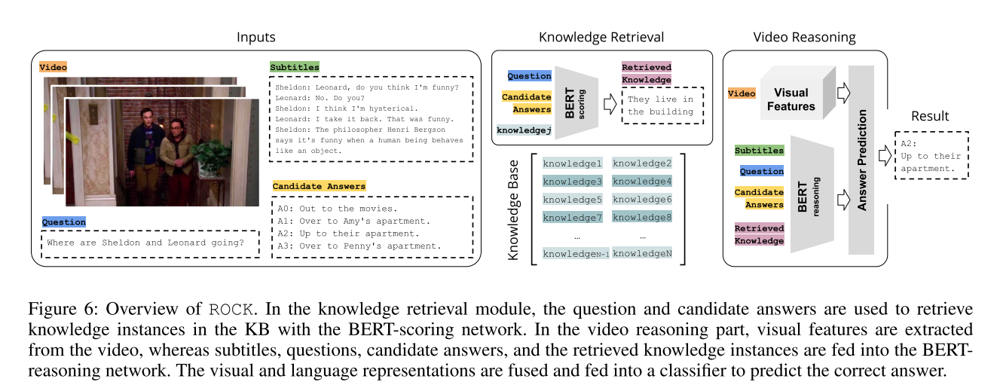 Inputs
Video
Subtitles
Sheldon: Leonard, do you think I'm funny?
Leonard: No. Do you?
Sheldon: I think I'm hysterical.
Leonard: I take it back. That was funny.
Sheldon: The philosopher Henri Bergson
says it's funny when a human being behaves
like an object.
Candidate Answers
A0: Out to the movies.
A1: Over to Amy's apartment.
A2: Up to their apartment.
A3: Over to Penny's apartment.
Question
Where are Sheldon and Leonard going?
Knowledge Retrieval
Question
Candidate
Answers
knowledgej
BERT
scoring
Retrieved
Knowledge
They live in
the building
Knowledge Base
knowledge1 knowledge2
knowledge3 knowledge4
knowledge5 knowledge6
knowledge7 knowledge8
… …
knowledgeN-1 knowledgeN
Video Reasoning
Video
Visual
Features
Subtitles
Question
Candidate
Answers
Retrieved
Knowledge
BERT
reasoning
Answer Prediction
Result
A2:
Up to their
apartment.
Figure 6: Overview of ROCK. In the knowledge retrieval module, the question and candidate answers are used to retrieve
knowledge instances in the KB with the BERT-scoring network. In the video reasoning part, visual features are extracted
from the video, whereas subtitles, questions, candidate answers, and the retrieved knowledge instances are fed into the BERT-
reasoning network. The visual and language representations are fused and fed into a classifier to predict the correct answer.